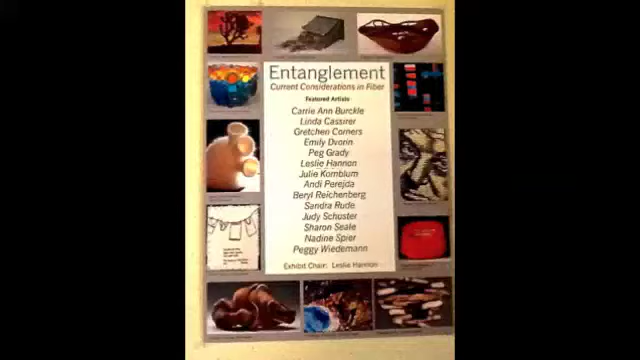 Entanglement
Current Considerations in Fiber
Featured Artists
Carrie Ann Burckle
Linda Cassirer
Gretchen Corners
Emily Dvorin
Peg Grady
Leslie Hannon
Julie Kornblum
Andi Perejda
Beryl Reichenberg
Sandra Rude
Judy Schuster
Sharon Seale
Nadine Spier
Peggy Wiedemann
Exhibit Chair: Leslie Hannon